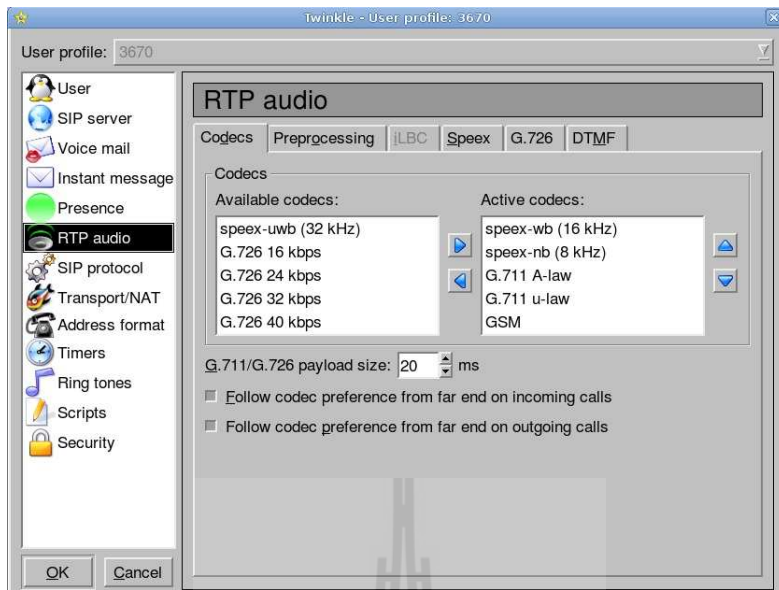 Twinkle - User profile: 3670
User profile: 3670
User
SIP server
Voice mail
Instant message
Presence
RTP audio
SIP protocol
Transport/NAT
Address format
Timers
Ring tones
Scripts
Security
OK Cancel
RTP audio
Codecs Preprocessing iLBC Speex G.726 DTMF
Codecs
Available codecs:
speex-uwb (32 kHz)
G.726 16 kbps
G.726 24 kbps
G.726 32 kbps
G.726 40 kbps
Active codecs:
speex-wb (16 kHz)
speex-nb (8 kHz)
G.711 A-law
G.711 u-law
GSM
G.711/G.726 payload size: 20 ms
Follow codec preference from far end on incoming calls
Follow codec preference from far end on outgoing calls